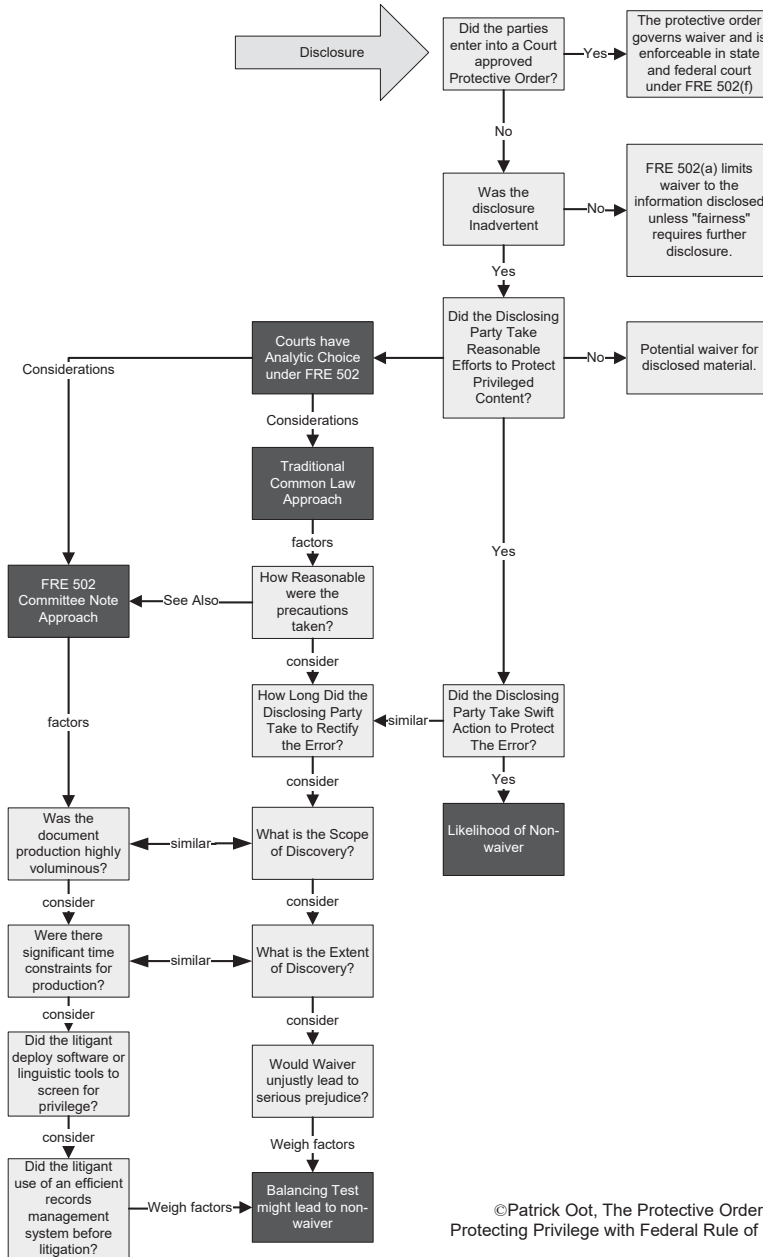 Disclosure
Did the parties
enter into a Court
approved
Protective Order?
Yes
The protective order
governs waiver and is
enforceable in state
and federal court
under FRE 502(f)
No
Was the
disclosure
Inadvertent
No
FRE 502(a) limits
waiver to the
information disclosed
unless "fairness"
requires further
disclosure.
Yes
Did the Disclosing
Party Take
Reasonable
Efforts to Protect
Privileged
Content?
No
Potential waiver for
disclosed material.
Courts have
Analytic Choice
under FRE 502
Considerations
Considerations
Traditional
Common Law
Approach
factors
Yes
FRE 502
Committee Note
Approach
See Also
How Reasonable
were the
precautions
taken?
consider
factors
How Long Did the
Disclosing Party
Take to Rectify
the Error?
similar
Did the Disclosing
Party Take Swift
Action to Protect
The Error?
consider
Yes
Was the
document
production highly
voluminous?
similar
What is the Scope
of Discovery?
Likelihood of Non-
waiver
consider
consider
Were there
significant time
constraints for
production?
similar
What is the Extent
of Discovery?
consider
consider
Did the litigant
deploy software or
linguistic tools to
screen for
privilege?
Would Waiver
unjustly lead to
serious prejudice?
consider
Weigh factors
Did the litigant
use of an efficient
records
management
system before
litigation?
Weigh factors
Balancing Test
might lead to non-
waiver
©Patrick Oot, The Protective Order
Protecting Privilege with Federal Rule of